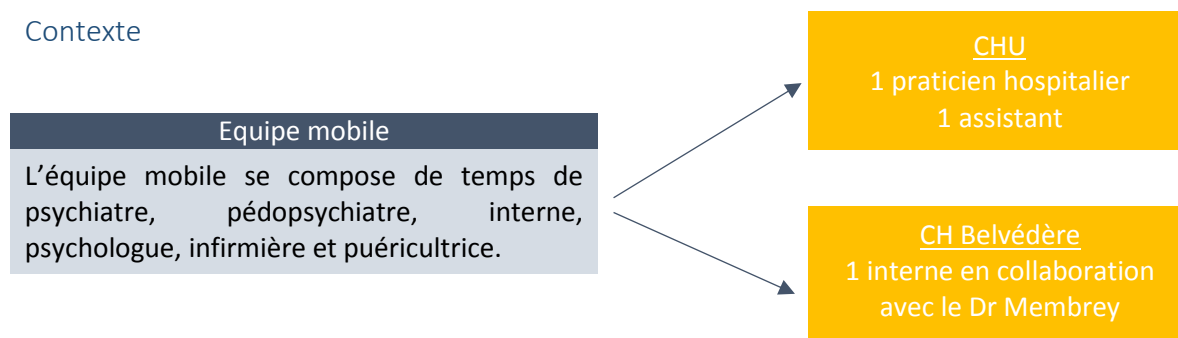 Contexte
Equipe mobile
L’équipe mobile se compose de temps de
psychiatre, pédopsychiatre, interne,
psychologue, infirmière et puéricultrice.
CHU
1 praticien hospitalier
1 assistant
CH Belvédère
1 interne en collaboration
avec le Dr Membrey